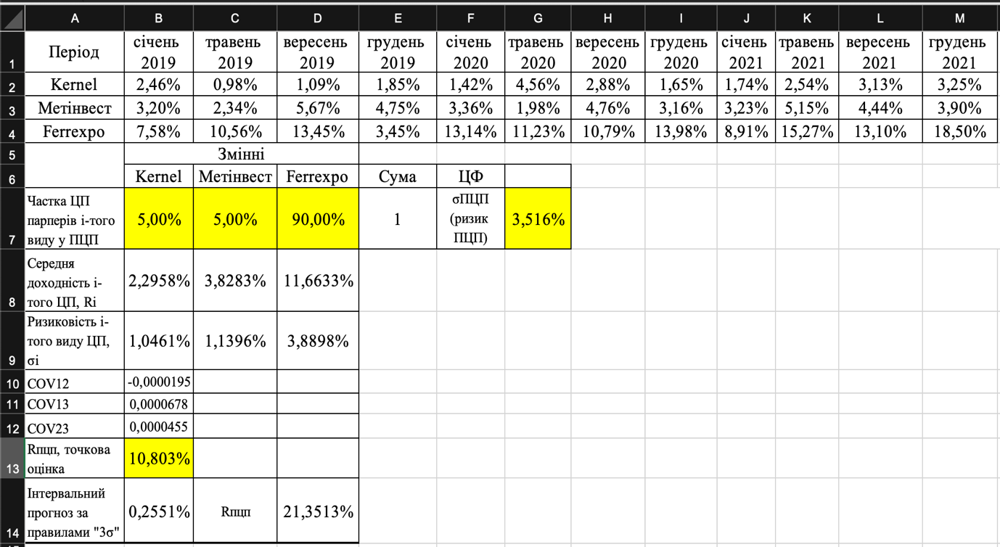 A B C D E F G H I J K L M
1 Період січень 2019 травень 2019 вересень 2019 грудень 2019 січень 2020 травень 2020 вересень 2020 грудень 2020 січень 2021 травень 2021 вересень 2021 грудень 2021
2 Kernel 2,46% 0,98% 1,09% 1,85% 1,42% 4,56% 2,88% 1,65% 1,74% 2,54% 3,13% 3,25%
3 Метінвест 3,20% 2,34% 5,67% 4,75% 3,36% 1,98% 4,76% 3,16% 3,23% 5,15% 4,44% 3,90%
4 Ferrexpo 7,58% 10,56% 13,45% 3,45% 13,14% 11,23% 10,79% 13,98% 8,91% 15,27% 13,10% 18,50%
5 Змінні
6 Kernel Метінвест Ferrexpo Сума ЦФ
7 Частка ЦП
парперів і-того
виду у ПЦП
5,00% 5,00% 90,00% 1
σПЦП
(ризик
ПЦП)
3,516%
8 Середня
доходність і-
того ЦП, Ri
2,2958% 3,8283% 11,6633%
9 Ризиковість і-
того виду ЦП,
σi
1,0461% 1,1396% 3,8898%
10 COV12 -0,0000195
11 COV13 0,0000678
12 COV23 0,0000455
13 Rпцп, точкова
оцінка
10,803%
14 Інтервальний
прогноз за
правилами "3σ"
0,2551% Rпцп 21,3513%